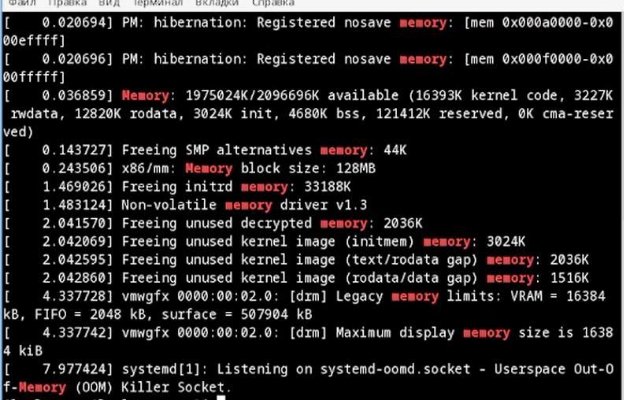 Файл Правка Вид Терминал Вкладки Справка
[    0.020694] PM: hibernation: Registered nosave memory: [mem 0x000a0000-0x0
00effff]
[    0.020696] PM: hibernation: Registered nosave memory: [mem 0x000f0000-0x0
00fffff]
[    0.036859] Memory: 1975024K/2096696K available (16393K kernel code, 3227K
 rwdata, 12820K rodata, 3024K init, 4680K bss, 121412K reserved, 0K cma-reser
ved)
[    0.143727] Freeing SMP alternatives memory: 44K
[    0.243506] x86/mm: Memory block size: 128MB
[    1.469026] Freeing initrd memory: 33188K
[    1.483124] Non-volatile memory driver v1.3
[    2.041570] Freeing unused decrypted memory: 2036K
[    2.042069] Freeing unused kernel image (initmem) memory: 3024K
[    2.042595] Freeing unused kernel image (text/rodata gap) memory: 2036K
[    2.042860] Freeing unused kernel image (rodata/data gap) memory: 1516K
[    4.337728] vmwgfx 0000:00:02.0: [drm] Legacy memory limits: VRAM = 16384
kB, FIFO = 2048 kB, surface = 507904 kB
[    4.337742] vmwgfx 0000:00:02.0: [drm] Maximum display memory size is 1638
4 kiB
[    7.977424] systemd[1]: Listening on systemd-oomd.socket - Userspace Out-O
f-Memory (OOM) Killer Socket.